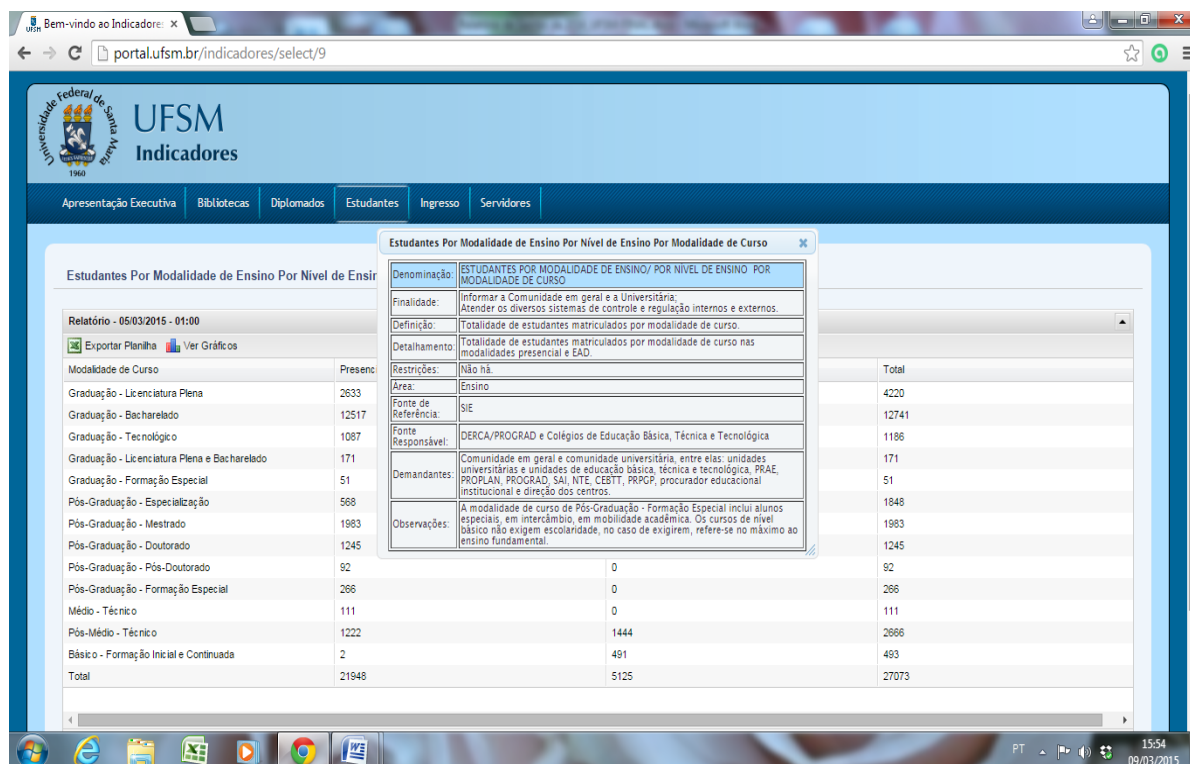 Bem-vindo ao Indicadore:
portal.ufsm.br/indicadores/select/9
Universidade Federal de Santa Maria
1960
UFSM
Indicadores
Apresentação Executiva Bibliotecas Diplomados Estudantes Ingresso Servidores
Estudantes Por Modalidade de Ensino Por Nível de Ensin
Estudantes Por Modalidade de Ensino Por Nível de Ensino Por Modalidade de Curso
Denominação: ESTUDANTES POR MODALIDADE DE ENSINO/ POR NIVEL DE ENSINO POR
MODALIDADE DE CURSO
Finalidade: Informar a Comunidade em geral e a Universitária;
Atender os diversos sistemas de controle e regulação internos e externos.
Definição: Totalidade de estudantes matriculados por modalidade de curso.
Detalhamento: Totalidade de estudantes matriculados por modalidade de curso nas
modalidades presencial e EAD.
Restrições: Não há.
Área: Ensino
Fonte de
Referência: SIE
Fonte
Responsável: DERCA/PROGRAD e Colégios de Educação Básica, Técnica e Tecnológica
Demandantes: Comunidade em geral e comunidade universitária, entre elas: unidades
universitárias e unidades de educação básica, técnica e tecnológica, PRAE,
PROPLAN, PROGRAD, SAI, NTE, CEBTT, PRPGP, procurador educacional
institucional e direção dos centros.
Observações: A modalidade de curso de Pós-Graduação - Formação Especial inclui alunos
especiais, em intercâmbio, em mobilidade acadêmica. Os cursos de nível
básico não exigem escolaridade, no caso de exigirem, refere-se no máximo ao
ensino fundamental.
Relatório - 05/03/2015 - 01:00
Exportar Planilha Ver Gráficos
Modalidade de Curso Presenci Total
Graduação - Licenciatura Plena 2633 4220
Graduação - Bacharelado 12517 12741
Graduação - Tecnológico 1087 1186
Graduação - Licenciatura Plena e Bacharelado 171 171
Graduação - Formação Especial 51 51
Pós-Graduação - Especialização 568 1848
Pós-Graduação - Mestrado 1983 1983
Pós-Graduação - Doutorado 1245 1245
Pós-Graduação - Pós-Doutorado 92 0 92
Pós-Graduação - Formação Especial 266 0 266
Médio - Técnico 111 0 111
Pós-Médio - Técnico 1222 1444 2666
Básico - Formação Inicial e Continuada 2 491 493
Total 21948 5125 27073
PT 15:54
09/03/2015